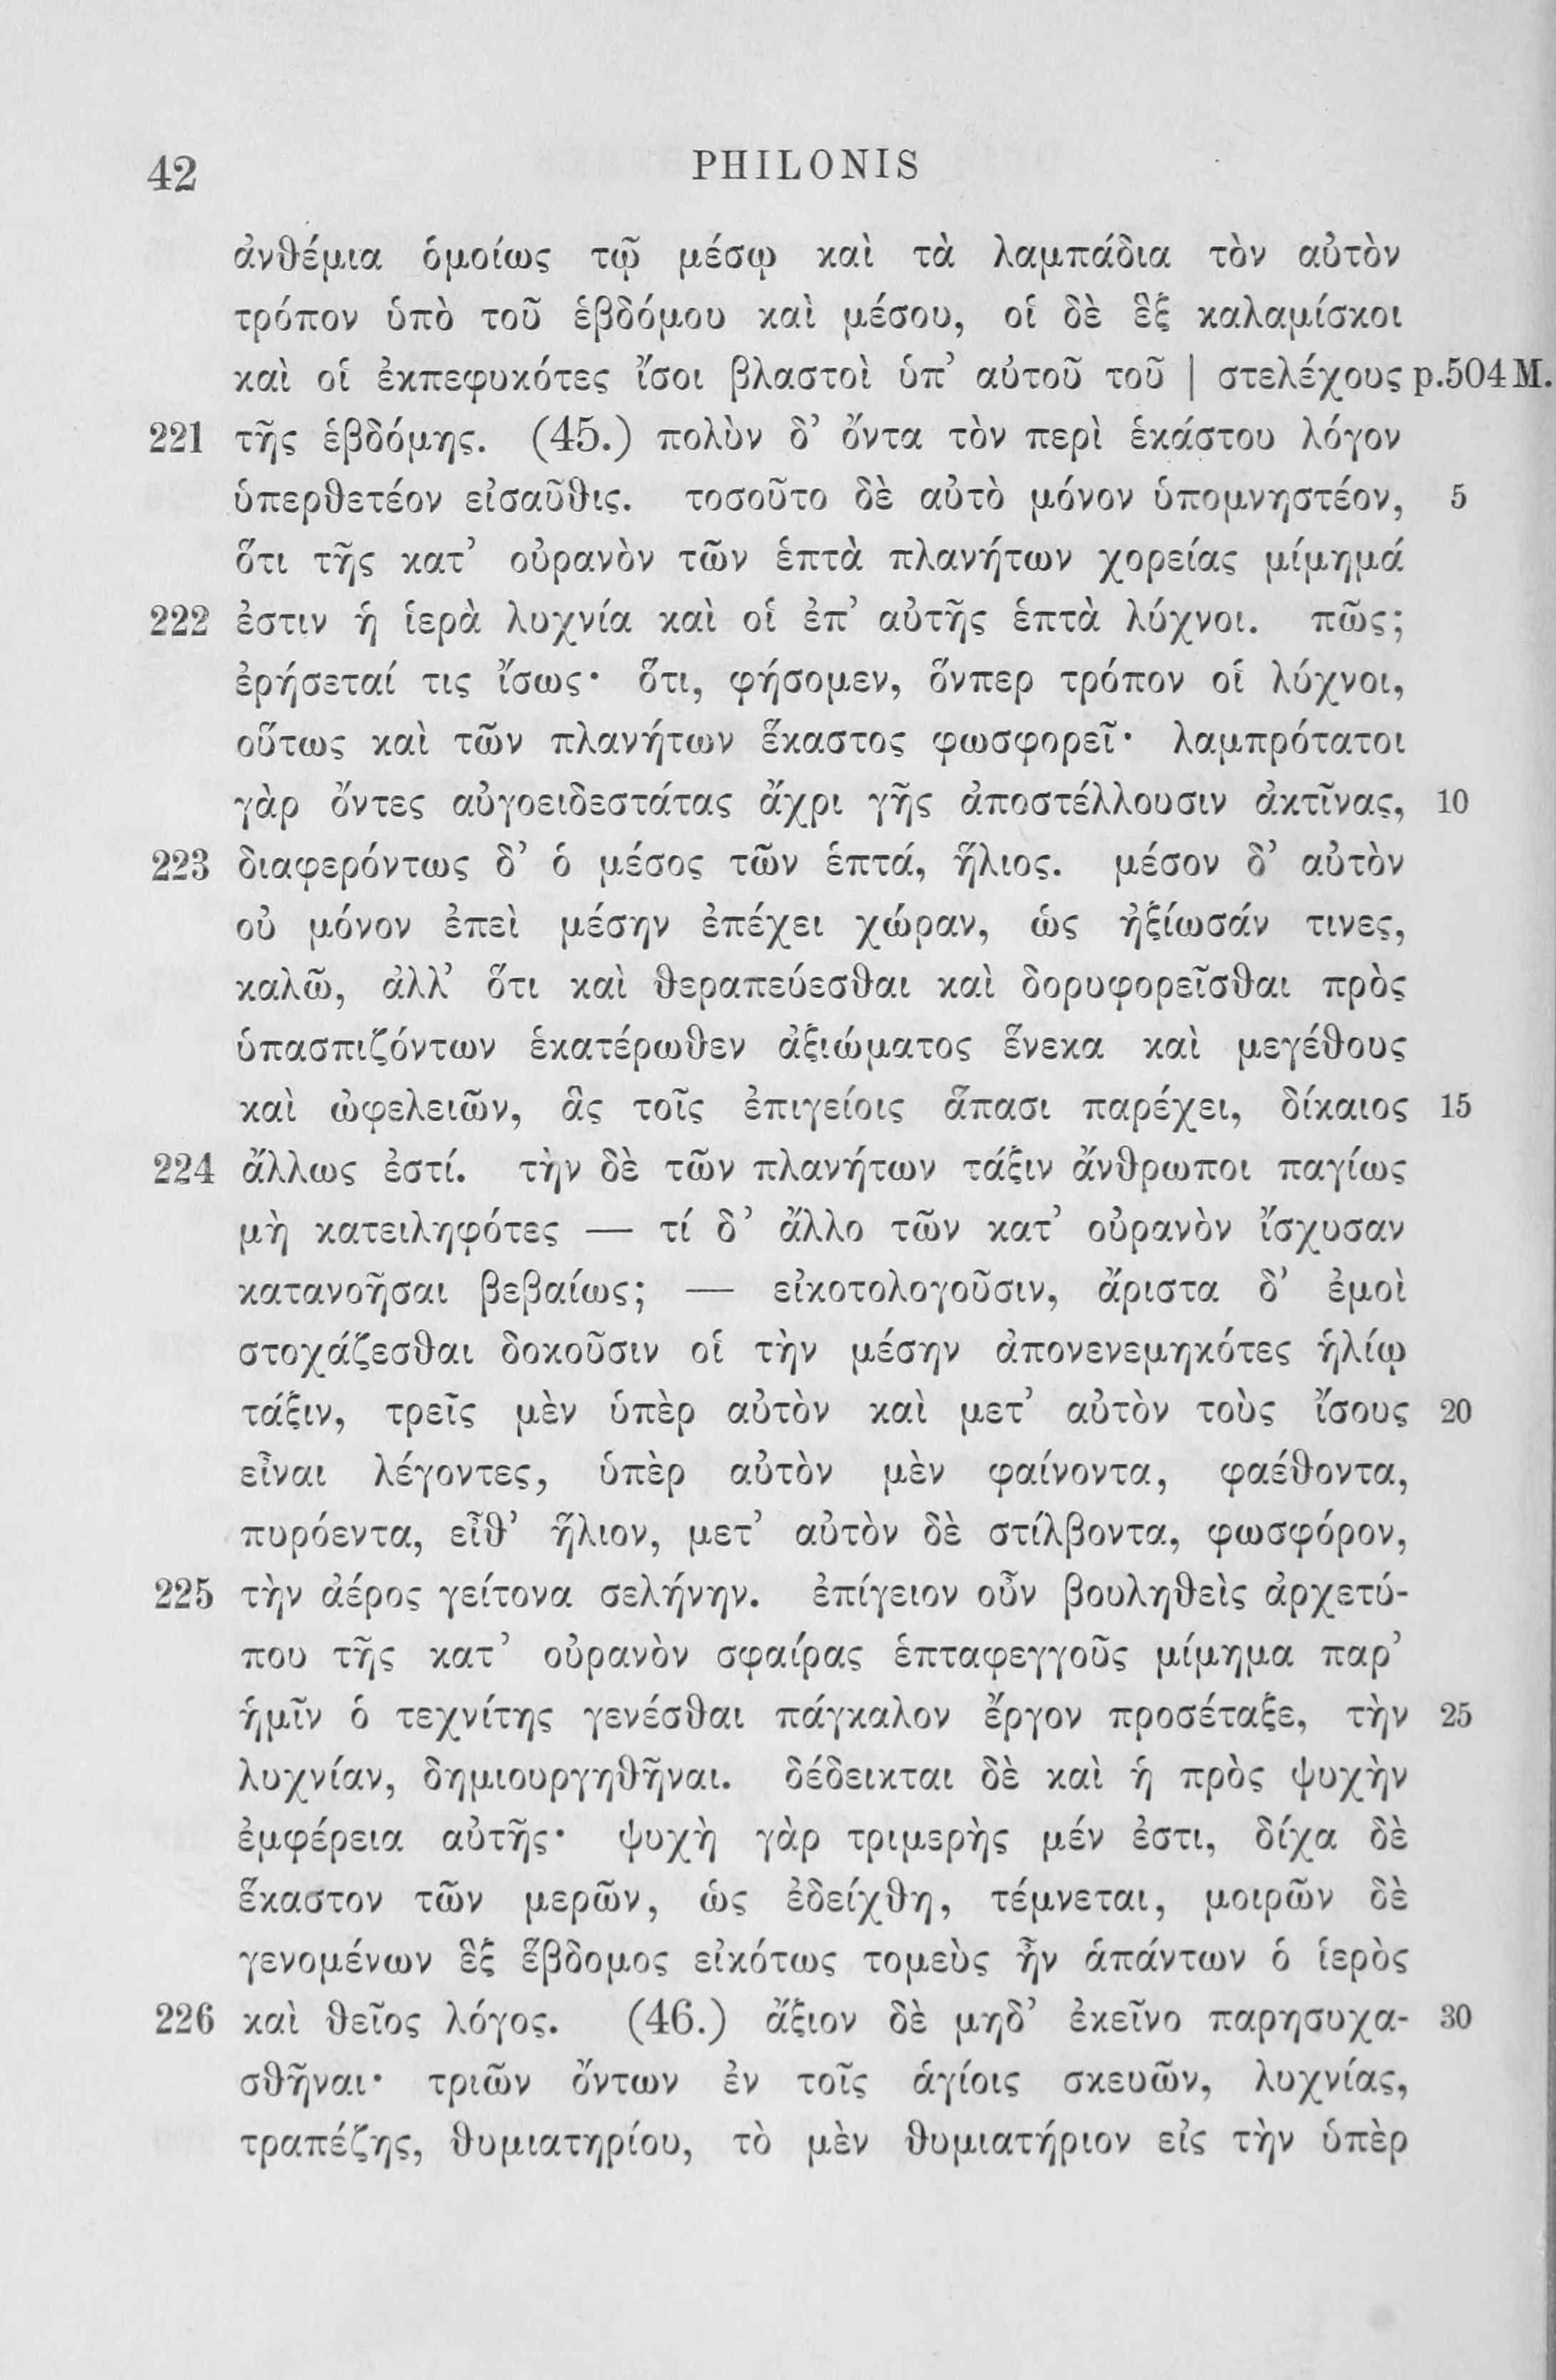 42 PHILONIS
ἀνθέμια ὁμοίως τῷ μέσῳ καὶ τὰ λαμπάδια τὸν αὐτὸν
τρόπον ὑπὸ τοῦ ἑβδόμου καὶ μέσου, οἱ δὲ ἓξ καλαμίσκοι
καὶ οἱ ἐκπεφυκότες ἴσοι βλαστοὶ ὑπ’ αὐτοῦ τοῦ | στελέχους p.504 M.
221 τῆς ἑβδόμης. (45.) πολὺν δ’ ὄντα τὸν περὶ ἑκάστου λόγον
ὑπερθετέον εἰσαῦθις. τοσοῦτο δὲ αὐτὸ μόνον ὑπομνηστέον, 5
ὅτι τῆς κατ’ οὐρανὸν τῶν ἑπτὰ πλανήτων χορείας μίμημά
222 ἐστιν ἡ ἱερὰ λυχνία καὶ οἱ ἐπ’ αὐτῆς ἑπτὰ λύχνοι. πῶς;
ἐρήσεταί τις ἴσως· ὅτι, φήσομεν, ὅνπερ τρόπον οἱ λύχνοι,
οὕτως καὶ τῶν πλανήτων ἕκαστος φωσφορεῖ· λαμπρότατοι
γὰρ ὄντες αὐγοειδεστάτας ἄχρι γῆς ἀποστέλλουσιν ἀκτῖνας, 10
223 διαφερόντως δ’ ὁ μέσος τῶν ἑπτά, ἥλιος. μέσον δ’ αὐτὸν
οὐ μόνον ἐπεὶ μέσην ἐπέχει χώραν, ὡς ἠξίωσάν τινες,
καλῶ, ἀλλ’ ὅτι καὶ θεραπεύεσθαι καὶ δορυφορεῖσθαι πρὸς
ὑπασπιζόντων ἑκατέρωθεν ἀξιώματος ἕνεκα καὶ μεγέθους
καὶ ὠφελειῶν, ἃς τοῖς ἐπιγείοις ἅπασι παρέχει, δίκαιος 15
224 ἄλλως ἐστί. τὴν δὲ τῶν πλανήτων τάξιν ἄνθρωποι παγίως
μὴ κατειληφότες — τί δ’ ἄλλο τῶν κατ’ οὐρανὸν ἴσχυσαν
κατανοῆσαι βεβαίως; — εἰκοτολογοῦσιν, ἄριστα δ’ ἐμοὶ
στοχάζεσθαι δοκοῦσιν οἱ τὴν μέσην ἀπονενεμηκότες ἡλίῳ
τάξιν, τρεῖς μὲν ὑπὲρ αὐτὸν καὶ μετ’ αὐτὸν τοὺς ἴσους 20
εἶναι λέγοντες, ὑπὲρ αὐτὸν μὲν φαίνοντα, φαέθοντα,
πυρόεντα, εἶθ’ ἥλιον, μετ’ αὐτὸν δὲ στίλβοντα, φωσφόρον,
225 τὴν ἀέρος γείτονα σελήνην. ἐπίγειον οὖν βουληθεὶς ἀρχετύ-
που τῆς κατ’ οὐρανὸν σφαίρας ἑπταφεγγοῦς μίμημα παρ’
ἡμῖν ὁ τεχνίτης γενέσθαι πάγκαλον ἔργον προσέταξε, τὴν 25
λυχνίαν, δημιουργηθῆναι. δέδεικται δὲ καὶ ἡ πρὸς ψυχὴν
ἐμφέρεια αὐτῆς· ψυχὴ γὰρ τριμερὴς μέν ἐστι, δίχα δὲ
ἕκαστον τῶν μερῶν, ὡς ἐδείχθη, τέμνεται, μοιρῶν δὲ
γενομένων ἓξ ἕβδομος εἰκότως τομεὺς ἦν ἁπάντων ὁ ἱερὸς
226 καὶ θεῖος λόγος. (46.) ἄξιον δὲ μηδ’ ἐκεῖνο παρησυχα- 30
σθῆναι· τριῶν ὄντων ἐν τοῖς ἁγίοις σκευῶν, λυχνίας,
τραπέζης, θυμιατηρίου, τὸ μὲν θυμιατήριον εἰς τὴν ὑπὲρ